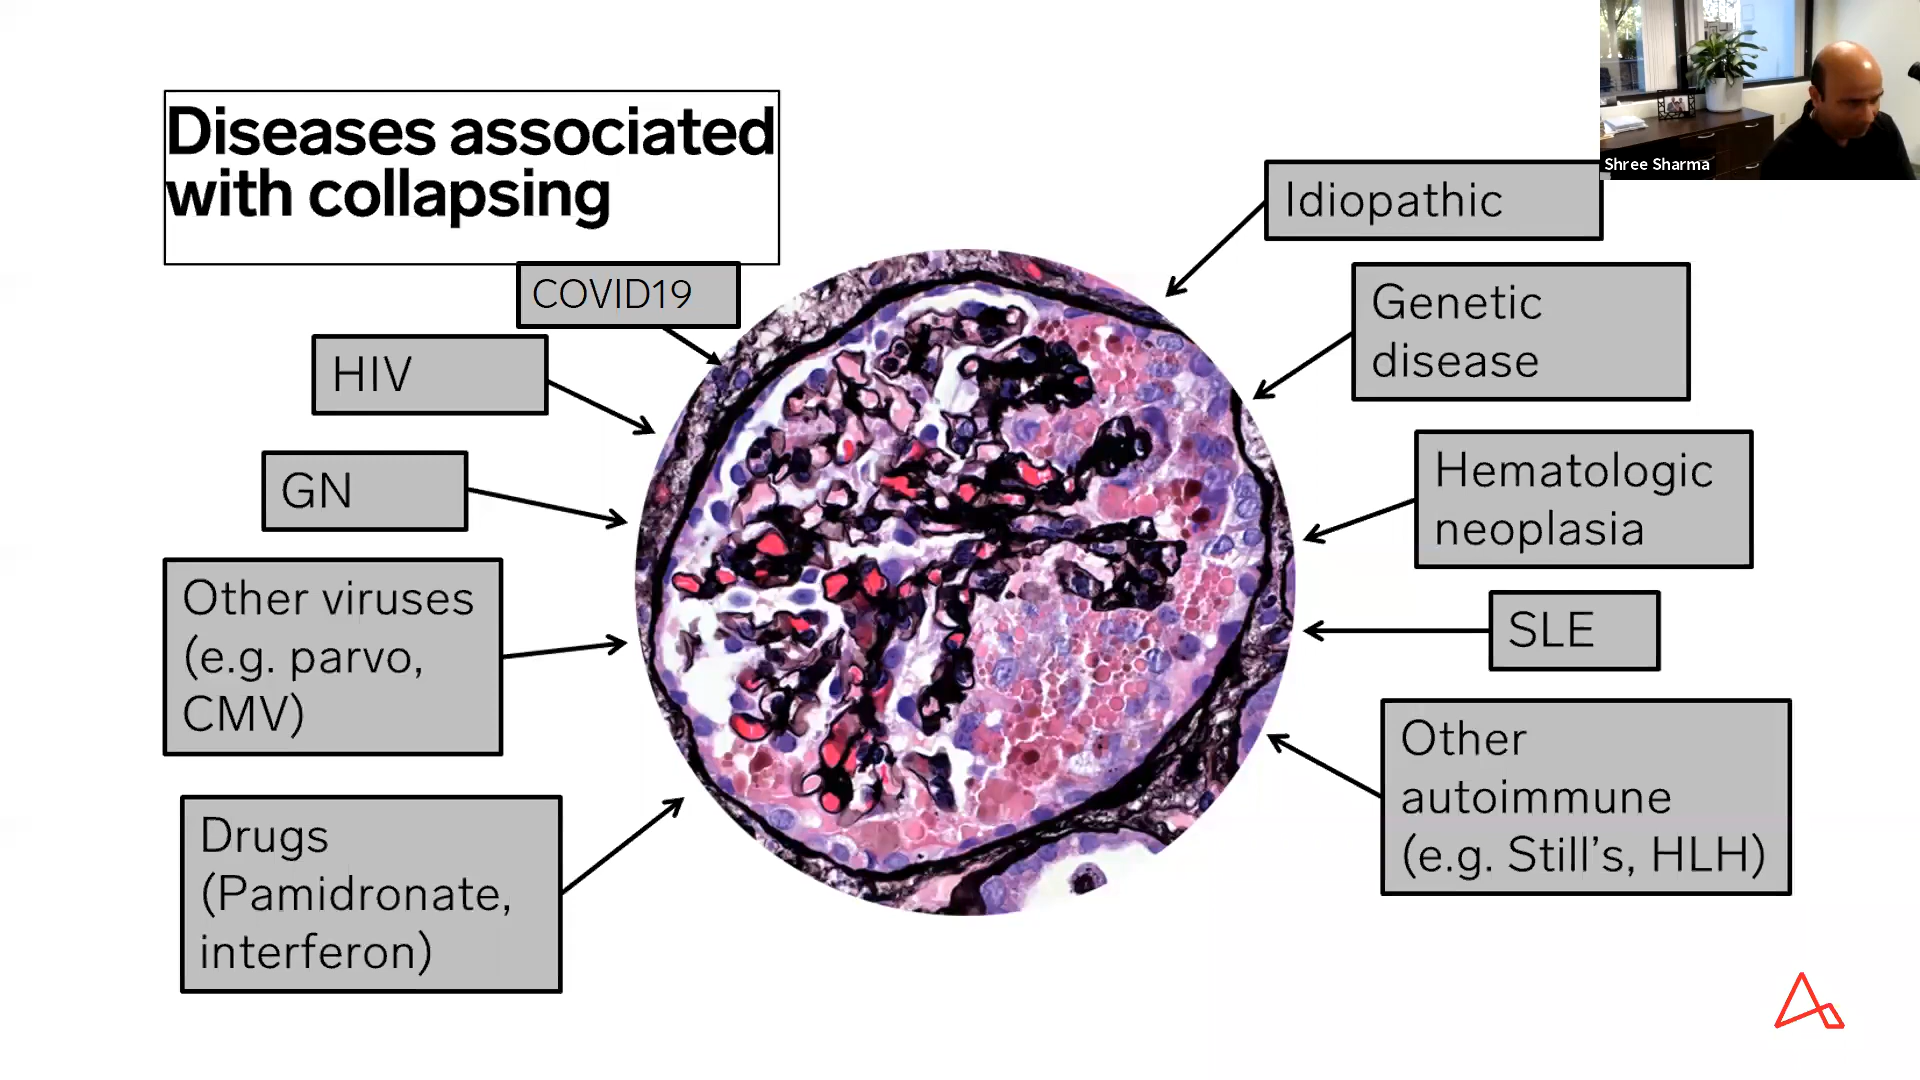 Diseases associated
with collapsing
COVID19
HIV
GN
Other viruses
(e.g. parvo,
CMV)
Drugs
(Pamidronate,
interferon)
Idiopathic
Genetic
disease
Hematologic
neoplasia
SLE
Other
autoimmune
(e.g. Still’s, HLH)
Shree Sharma